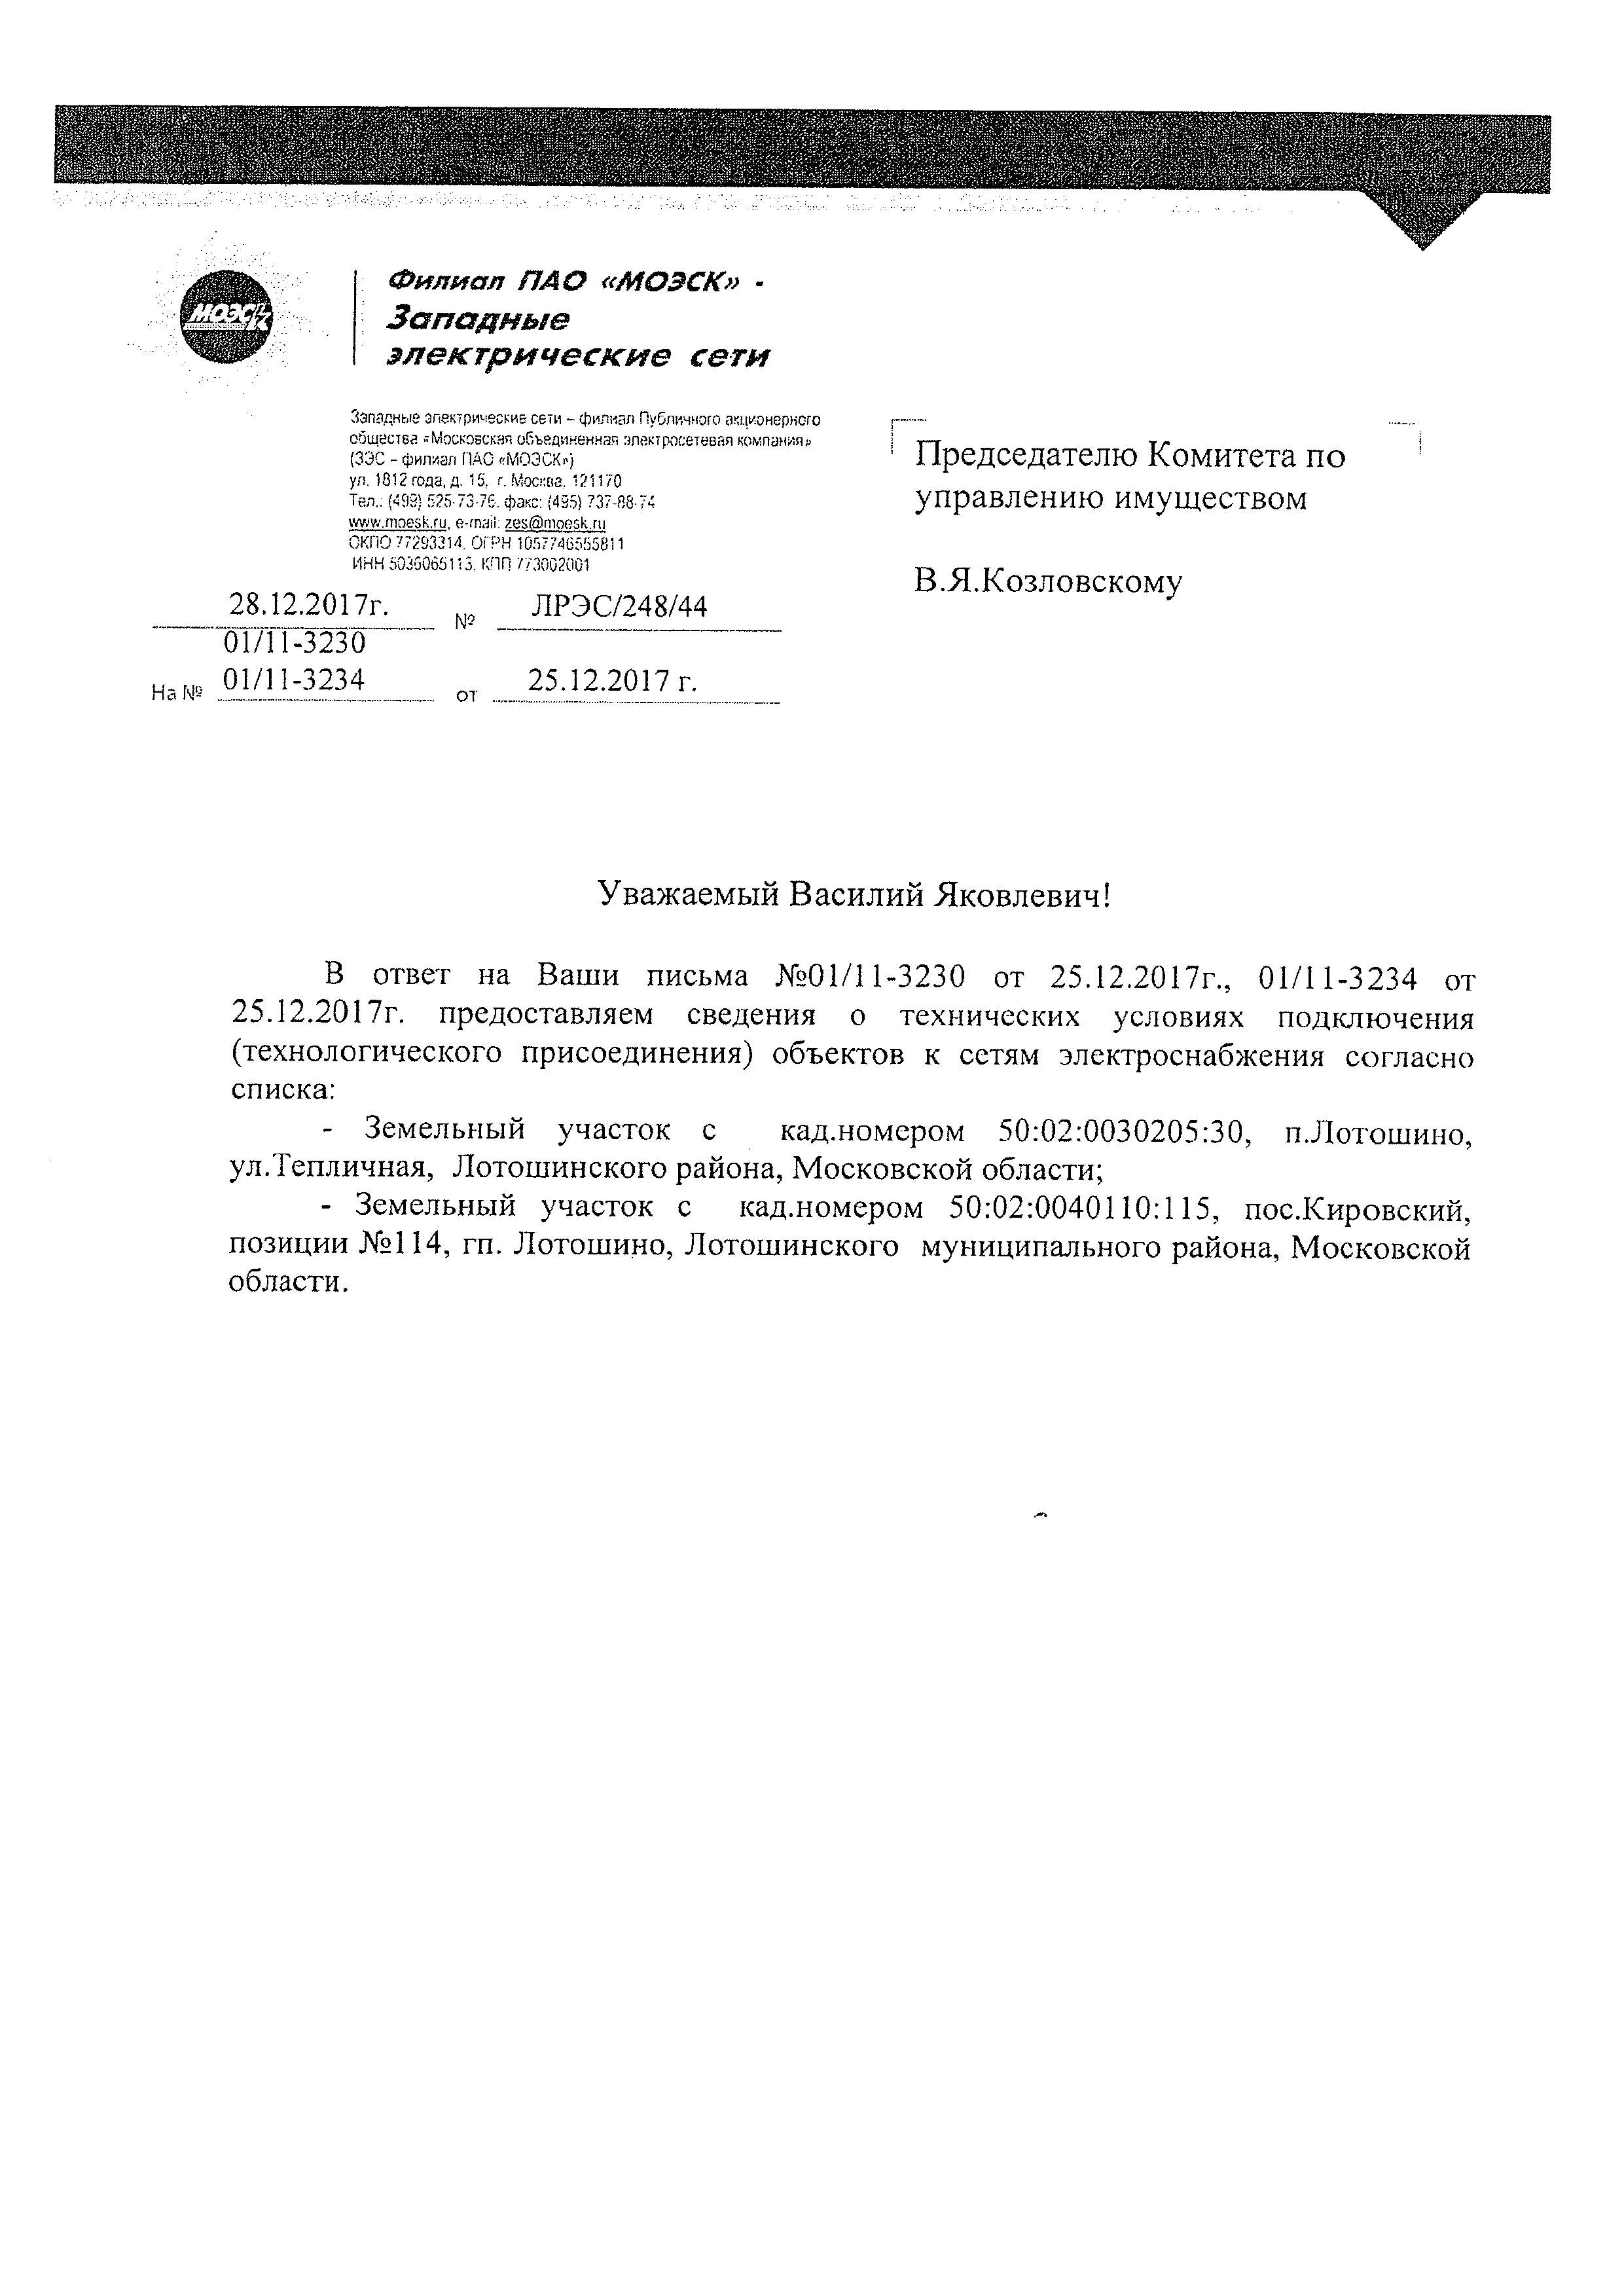 МОЭСК
Филиал ПАО «МОЭСК» -
Западные
электрические сети
Западные электрические сети – филиал Публичного акционерного
общества «Московская объединенная электросетевая компания»
(ЗЭС – филиал ПАО «МОЭСК»)
ул. 1812 года, д. 15, г. Москва, 121170
Тел.: (499) 525-73-76, факс: (495) 737-88-74
www.moesk.ru, e-mail: zes@moesk.ru
ОКПО 77293314, ОГРН 1057746555811
ИНН 5036065113, КПП 773002001
28.12.2017г. № ЛРЭС/248/44
01/11-3230
На № 01/11-3234 от 25.12.2017 г.
Председателю Комитета по
управлению имуществом
В.Я.Козловскому
Уважаемый Василий Яковлевич!
В ответ на Ваши письма №01/11-3230 от 25.12.2017г., 01/11-3234 от
25.12.2017г. предоставляем сведения о технических условиях подключения
(технологического присоединения) объектов к сетям электроснабжения согласно
списка:
- Земельный участок с кад.номером 50:02:0030205:30, п.Лотошино,
ул.Тепличная, Лотошинского района, Московской области;
- Земельный участок с кад.номером 50:02:0040110:115, пос.Кировский,
позиции №114, гп. Лотошино, Лотошинского муниципального района, Московской
области.